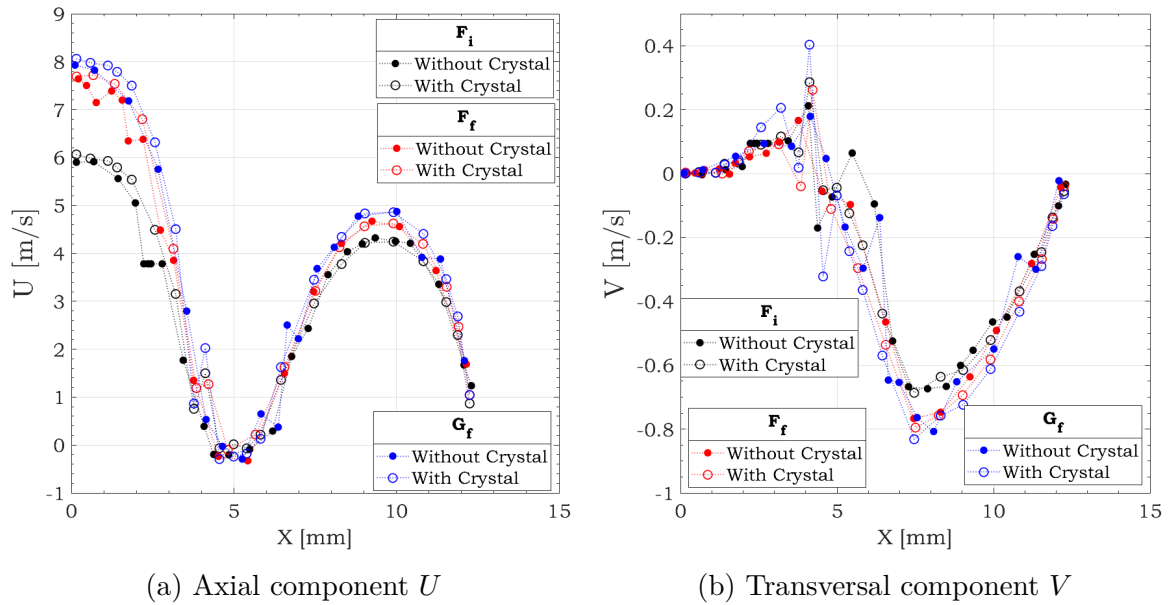 9
8
7
6
5
4
3
2
1
0
-1
U [m/s]
0
5
10
15
X [mm]
F_i
Without Crystal
With Crystal
F_f
Without Crystal
With Crystal
G_f
Without Crystal
With Crystal
(a) Axial component U
0.4
0.2
0
-0.2
-0.4
-0.6
-0.8
-1
V [m/s]
0
5
10
15
X [mm]
F_i
Without Crystal
With Crystal
F_f
Without Crystal
With Crystal
G_f
Without Crystal
With Crystal
(b) Transversal component V